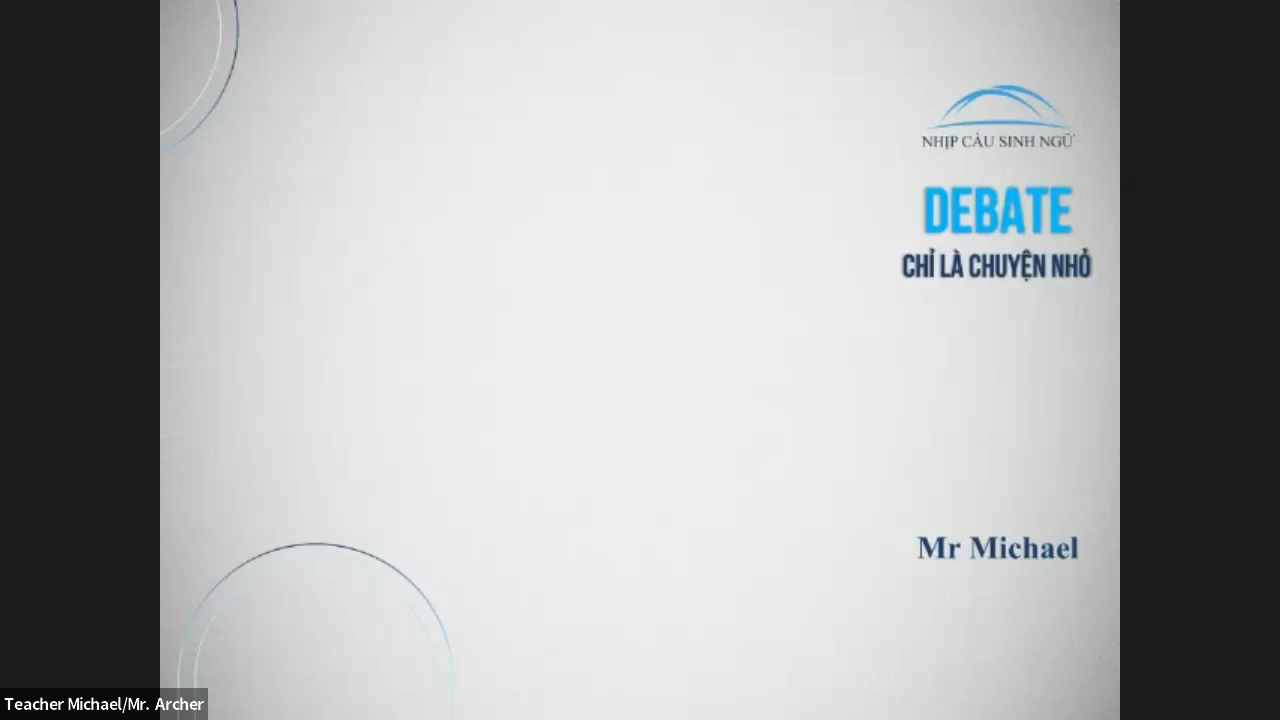 NHỊP CẦU SINH NGỮ
DEBATE
CHỈ LÀ CHUYỆN NHỎ
Mr Michael
Teacher Michael/Mr. Archer